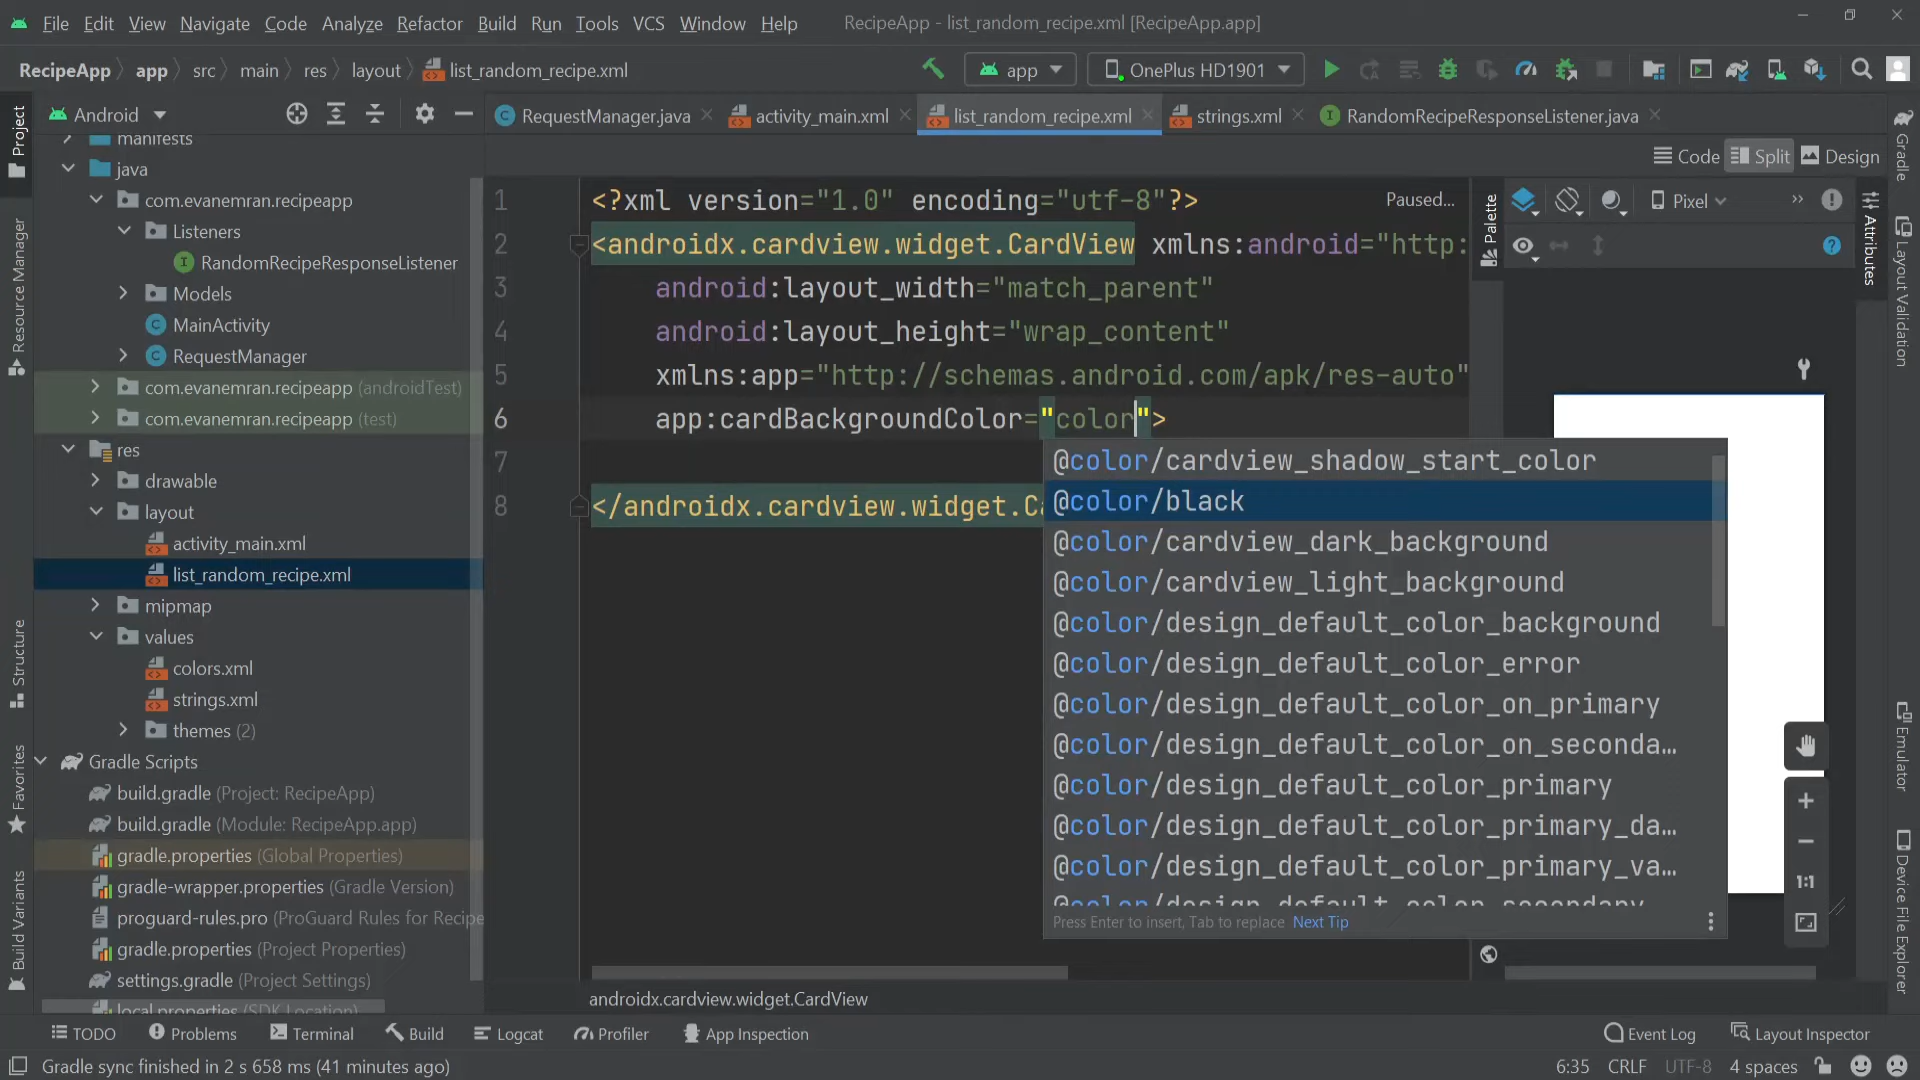 File Edit View Navigate Code Analyze Refactor Build Run Tools VCS Window Help RecipeApp - list_random_recipe.xml [RecipeApp.app]
RecipeApp app src main res layout list_random_recipe.xml app OnePlus HD1901
Android
RequestManager.java activity_main.xml list_random_recipe.xml strings.xml RandomRecipeResponseListener.java
Code Split Design
Project
Resource Manager
Structure
Favorites
Build Variants
manifests
java
com.evanemran.recipeapp
Listeners
RandomRecipeResponseListener
Models
MainActivity
RequestManager
com.evanemran.recipeapp (androidTest)
com.evanemran.recipeapp (test)
res
drawable
layout
activity_main.xml
list_random_recipe.xml
mipmap
values
colors.xml
strings.xml
themes (2)
Gradle Scripts
build.gradle (Project: RecipeApp)
build.gradle (Module: RecipeApp.app)
gradle.properties (Global Properties)
gradle-wrapper.properties (Gradle Version)
proguard-rules.pro (ProGuard Rules for Recipe
gradle.properties (Project Properties)
settings.gradle (Project Settings)
local.properties (SDK Location)
1 <?xml version="1.0" encoding="utf-8"?> Paused...
2 <androidx.cardview.widget.CardView xmlns:android="http:
3 android:layout_width="match_parent"
4 android:layout_height="wrap_content"
5 xmlns:app="http://schemas.android.com/apk/res-auto"
6 app:cardBackgroundColor="color">
7
8 </androidx.cardview.widget.Ca
@color/cardview_shadow_start_color
@color/black
@color/cardview_dark_background
@color/cardview_light_background
@color/design_default_color_background
@color/design_default_color_error
@color/design_default_color_on_primary
@color/design_default_color_on_seconda…
@color/design_default_color_primary
@color/design_default_color_primary_da…
@color/design_default_color_primary_va…
@color/design_default_color_secondary
Press Enter to insert, Tab to replace Next Tip
Palette
Pixel
Attributes
1:1
Gradle
Layout Validation
Emulator
Device File Explorer
androidx.cardview.widget.CardView
TODO Problems Terminal Build Logcat Profiler App Inspection Event Log Layout Inspector
Gradle sync finished in 2 s 658 ms (41 minutes ago) 6:35 CRLF UTF-8 4 spaces